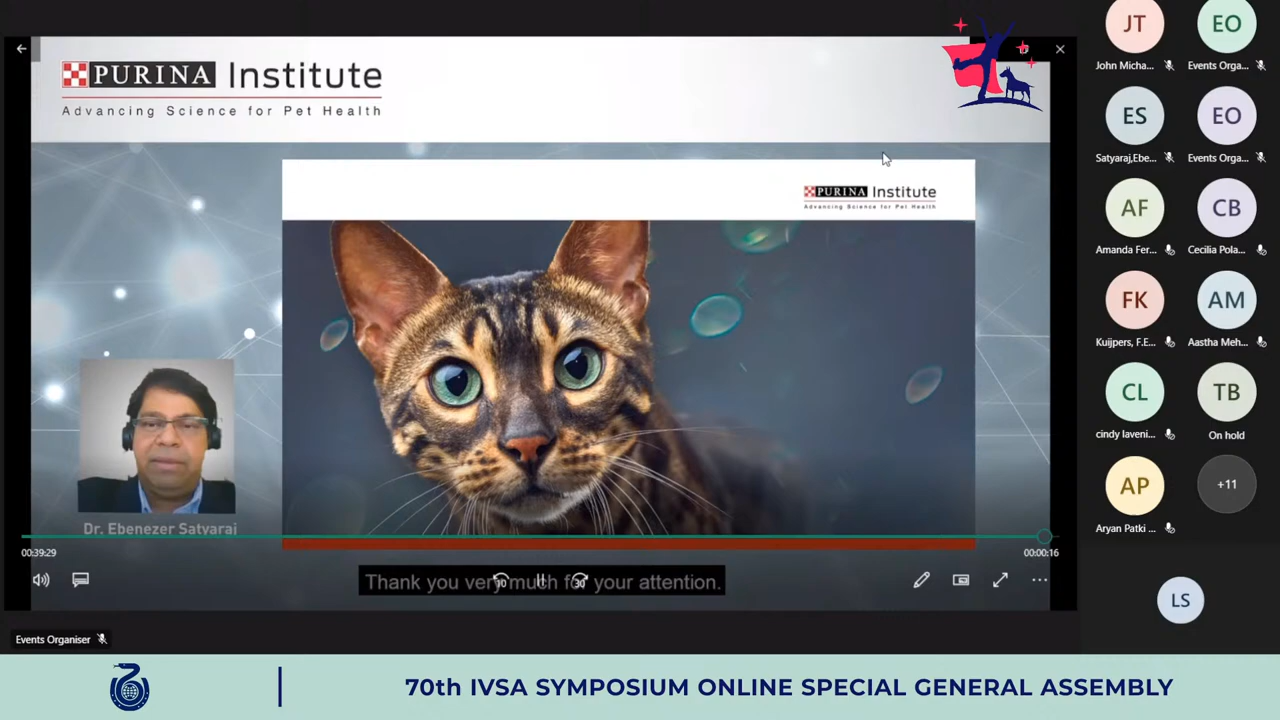 PURINA Institute
Advancing Science for Pet Health
PURINA Institute
Advancing Science for Pet Health
Dr. Ebenezer Satyaraj
00:39:29
00:00:16
30
30
Thank you very much for your attention.
Events Organiser
JT
John Micha...
EO
Events Orga...
ES
Satyaraj,Ebe...
EO
Events Orga...
AF
Amanda Fer...
CB
Cecilia Pola...
FK
Kuijpers, F.E...
AM
Aastha Meh...
CL
cindy laveni...
TB
On hold
AP
Aryan Patki ...
+11
LS
70th IVSA SYMPOSIUM ONLINE SPECIAL GENERAL ASSEMBLY